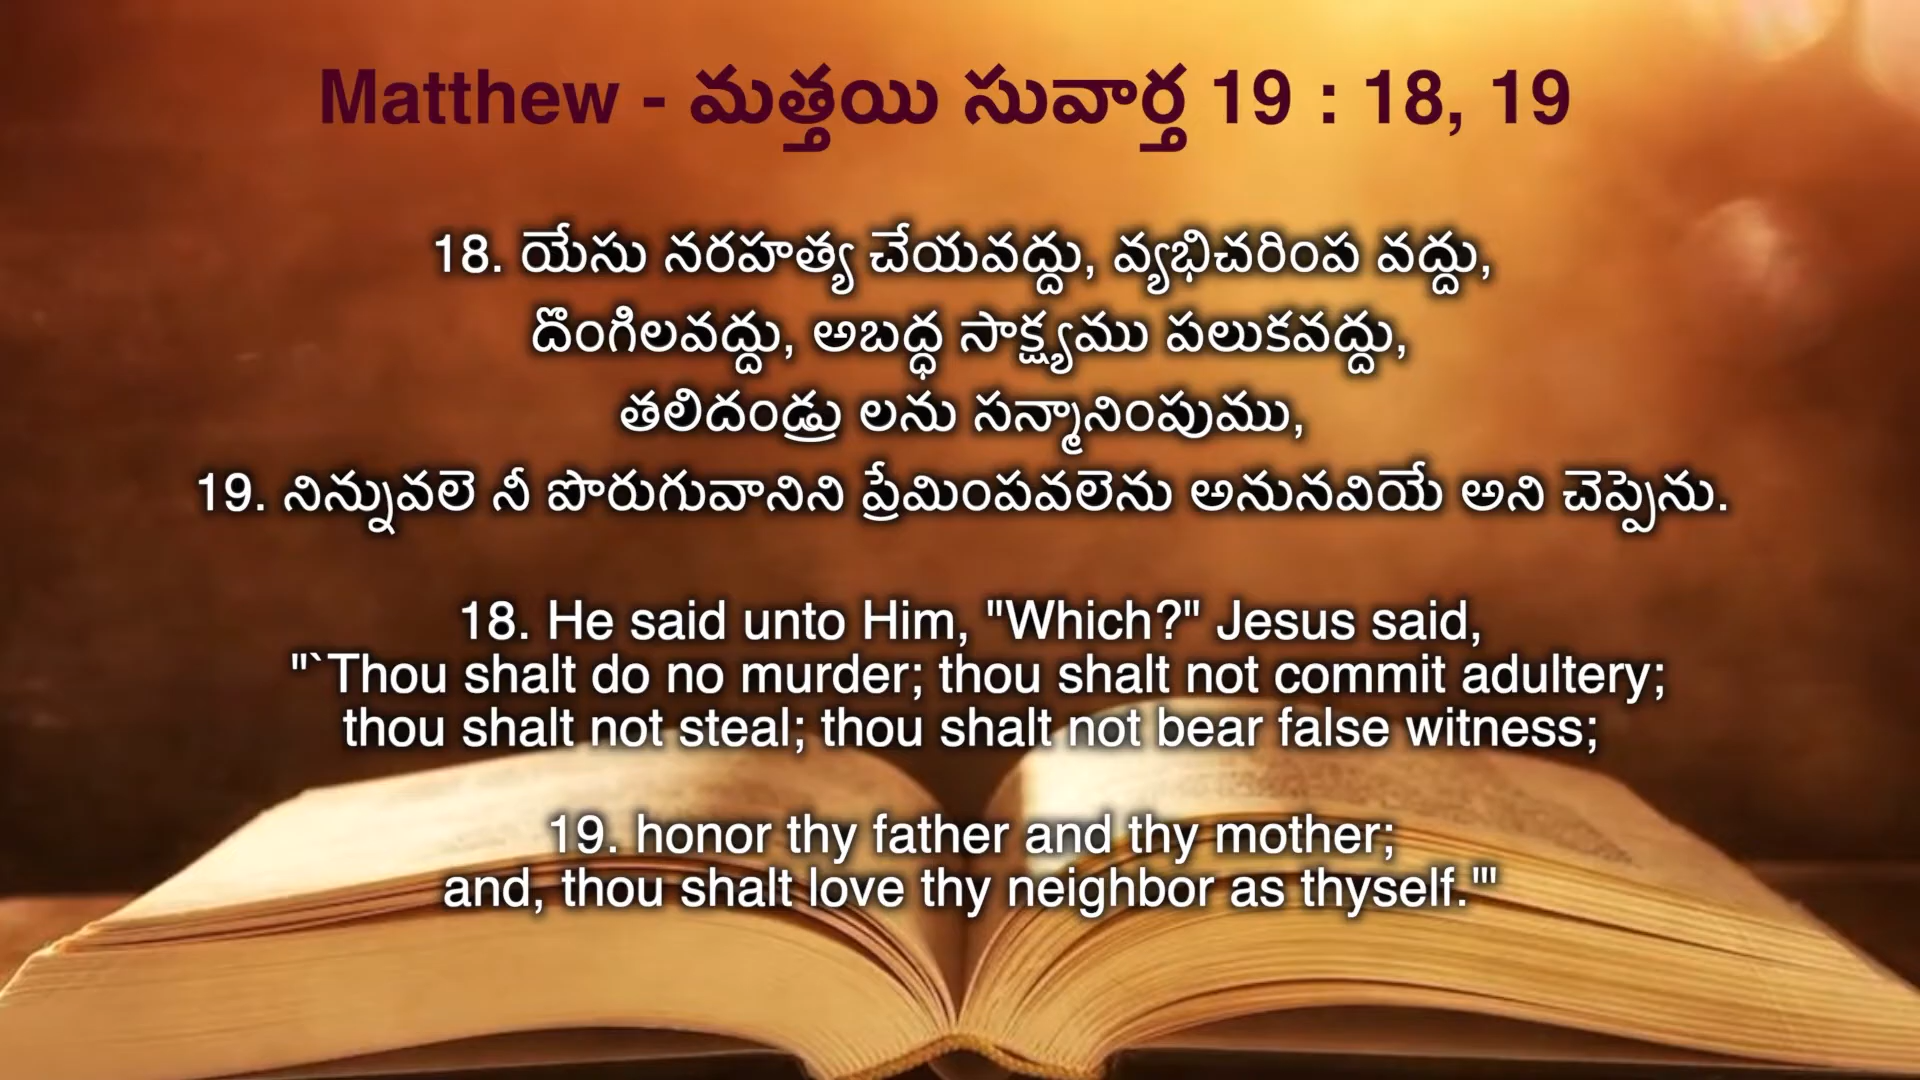 Matthew - మత్తయి సువార్త 19 : 18, 19
18. యేసు నరహత్య చేయవద్దు, వ్యభిచరింప వద్దు,
దొంగిలవద్దు, అబద్ధ సాక్ష్యము పలుకవద్దు,
తలిదండ్రు లను సన్మానింపుము,
19. నిన్నువలె నీ పొరుగువానిని ప్రేమింపవలెను అనునవియే అని చెప్పెను.
18. He said unto Him, "Which?" Jesus said,
"`Thou shalt do no murder; thou shalt not commit adultery;
thou shalt not steal; thou shalt not bear false witness;
19. honor thy father and thy mother;
and, thou shalt love thy neighbor as thyself.'"